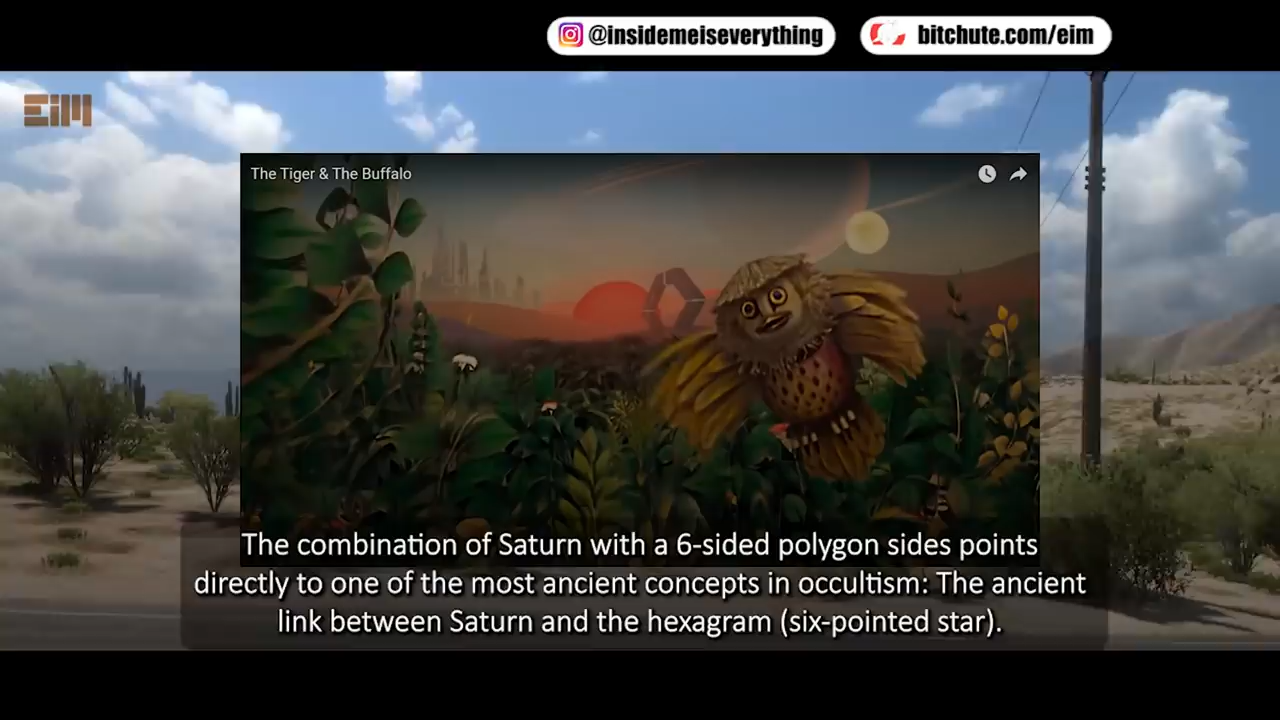 @insidemeiseverything
bitchute.com/eim
EiM
The Tiger & The Buffalo
The combination of Saturn with a 6-sided polygon sides points
directly to one of the most ancient concepts in occultism: The ancient
link between Saturn and the hexagram (six-pointed star).